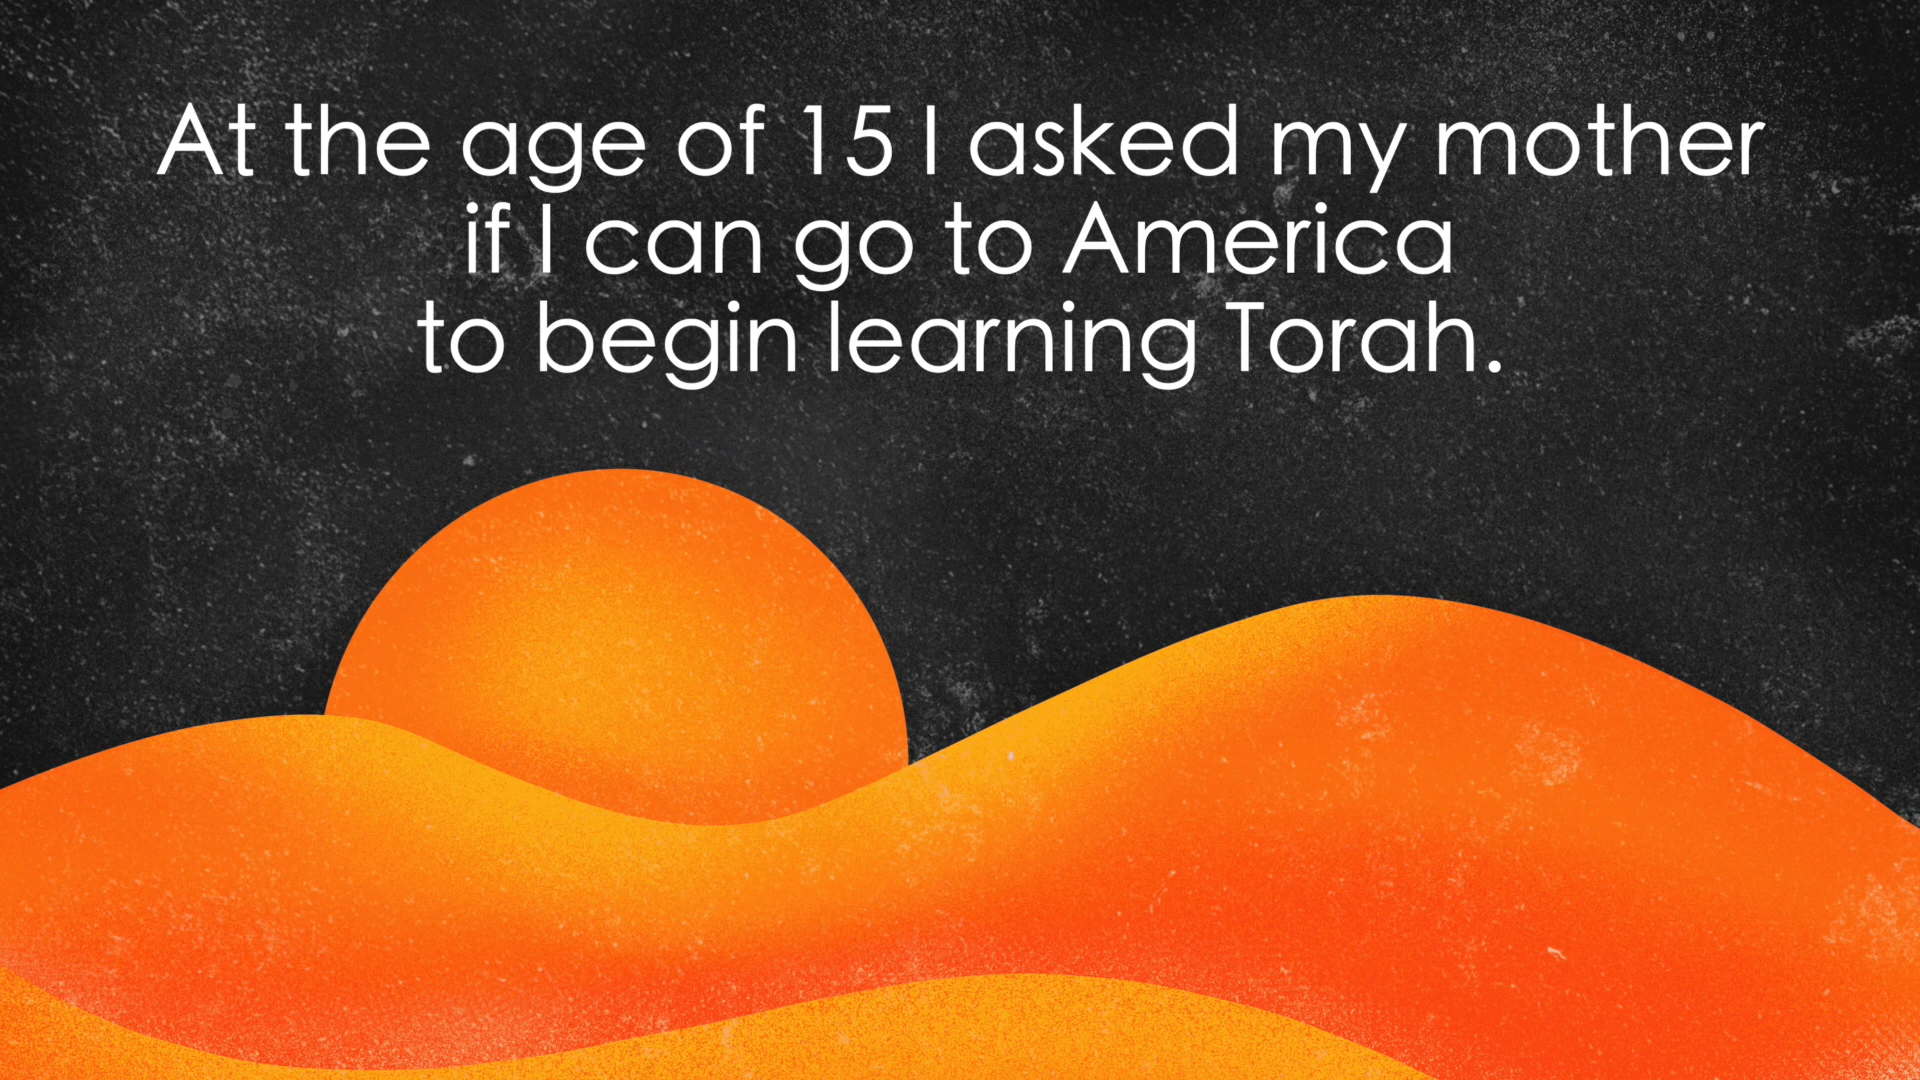 At the age of 15 I asked my mother
if I can go to America
to begin learning Torah.